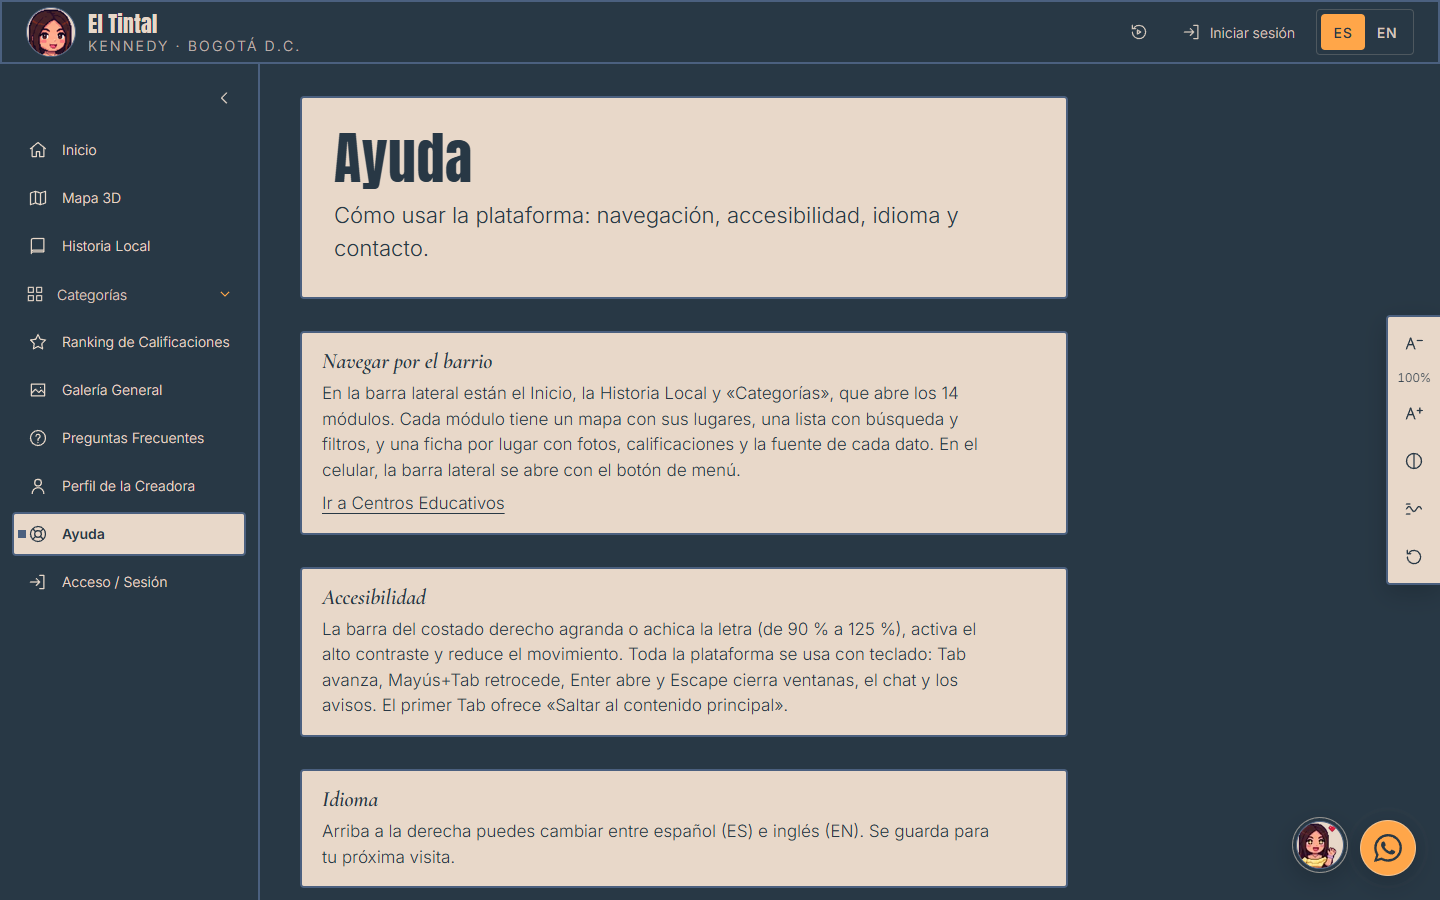 El Tintal
KENNEDY · BOGOTÁ D.C.
Iniciar sesión
ES
EN
Inicio
Mapa 3D
Historia Local
Categorías
Ranking de Calificaciones
Galería General
Preguntas Frecuentes
Perfil de la Creadora
Ayuda
Acceso / Sesión
Ayuda
Cómo usar la plataforma: navegación, accesibilidad, idioma y
contacto.
Navegar por el barrio
En la barra lateral están el Inicio, la Historia Local y «Categorías», que abre los 14
módulos. Cada módulo tiene un mapa con sus lugares, una lista con búsqueda y
filtros, y una ficha por lugar con fotos, calificaciones y la fuente de cada dato. En el
celular, la barra lateral se abre con el botón de menú.
Ir a Centros Educativos
Accesibilidad
La barra del costado derecho agranda o achica la letra (de 90 % a 125 %), activa el
alto contraste y reduce el movimiento. Toda la plataforma se usa con teclado: Tab
avanza, Mayús+Tab retrocede, Enter abre y Escape cierra ventanas, el chat y los
avisos. El primer Tab ofrece «Saltar al contenido principal».
Idioma
Arriba a la derecha puedes cambiar entre español (ES) e inglés (EN). Se guarda para
tu próxima visita.
A−
100%
A+